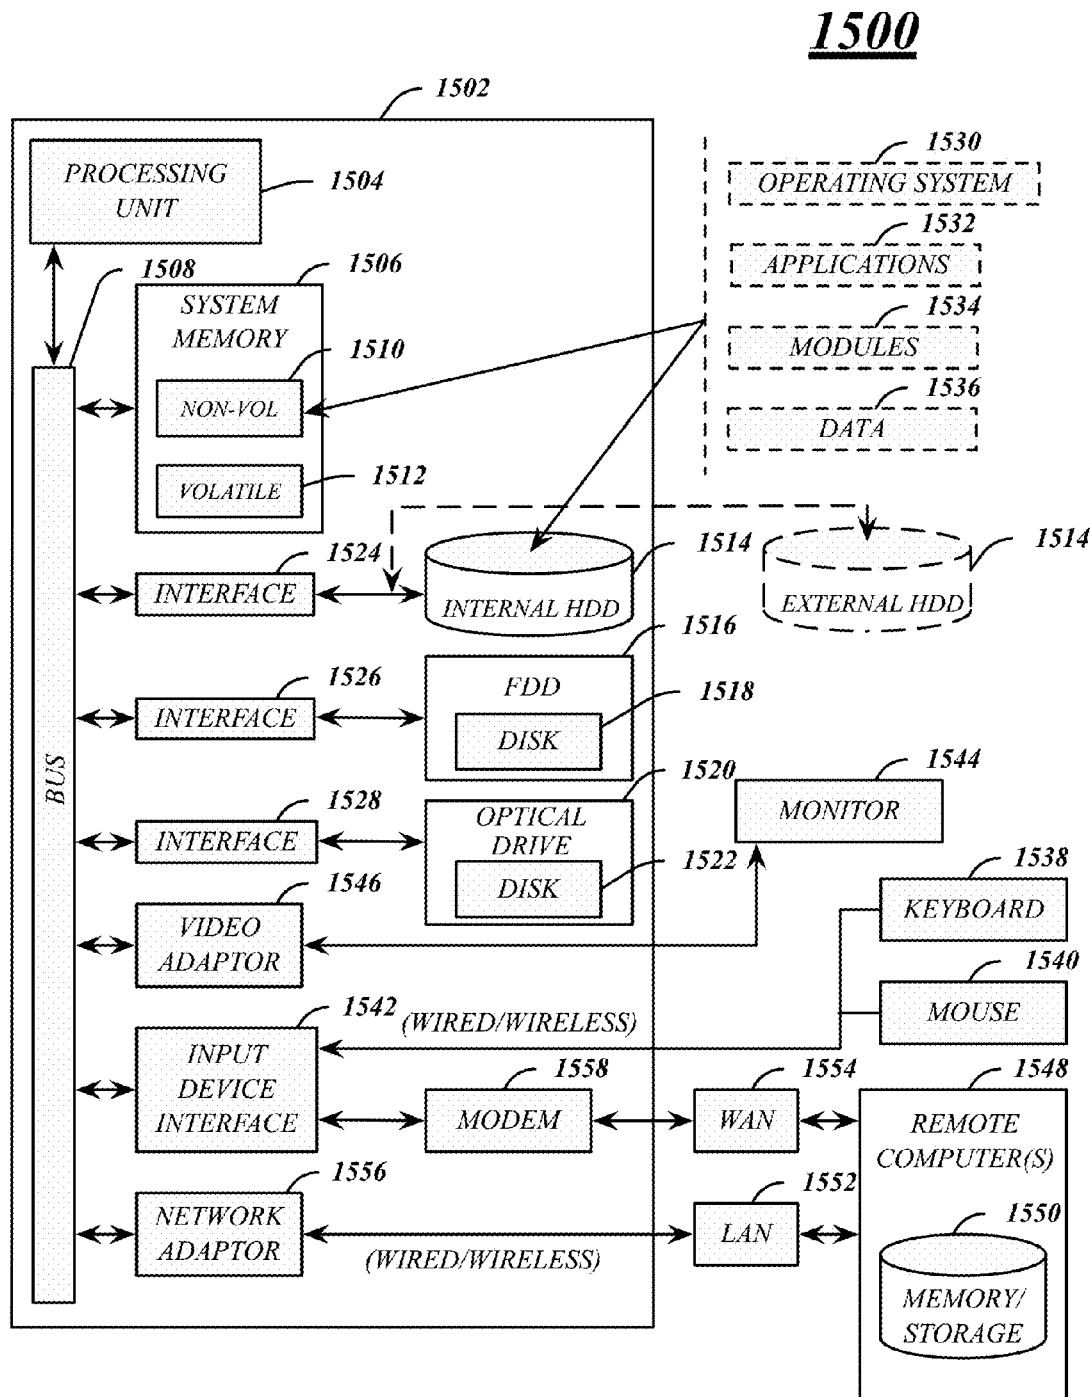 1500
1502
PROCESSING
UNIT
1504
1530
OPERATING SYSTEM
1532
APPLICATIONS
1534
MODULES
1536
DATA
1508
1506
SYSTEM
MEMORY
1510
NON-VOL
1512
VOLATILE
1524
INTERFACE
1514
INTERNAL HDD
1514
EXTERNAL HDD
1526
INTERFACE
1516
FDD
1518
DISK
BUS
1528
INTERFACE
1520
OPTICAL
DRIVE
1522
DISK
1544
MONITOR
1546
VIDEO
ADAPTOR
1538
KEYBOARD
1540
MOUSE
1542
INPUT
DEVICE
INTERFACE
(WIRED/WIRELESS)
1558
MODEM
1554
WAN
1548
REMOTE
COMPUTER(S)
1556
NETWORK
ADAPTOR
(WIRED/WIRELESS)
1552
LAN
1550
MEMORY/
STORAGE